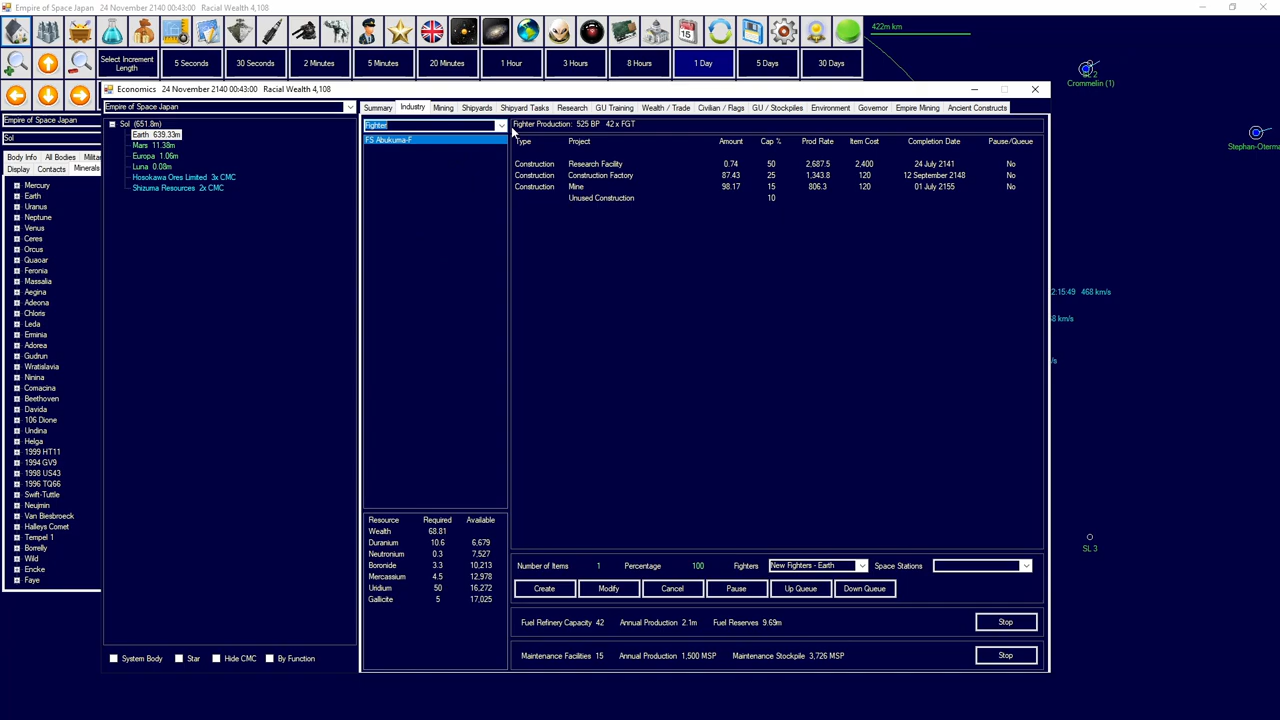 Empire of Space Japan   24 November 2140 00:43:00   Racial Wealth 4,108
422m km
Select Increment Length
5 Seconds
30 Seconds
2 Minutes
5 Minutes
20 Minutes
1 Hour
3 Hours
8 Hours
1 Day
5 Days
30 Days
SL 2
Crommelin (1)
Economics   24 November 2140 00:43:00   Racial Wealth 4,108
Empire of Space Japan
Sol
Body Info   All Bodies
Display   Contacts   Minerals
Mercury
Earth
Uranus
Neptune
Venus
Ceres
Orcus
Quaoar
Feronia
Massalia
Aegina
Adeona
Chloris
Leda
Erminia
Adorea
Gudrun
Wratislavia
Ninina
Comacina
Beethoven
Davida
106 Dione
Undina
Helga
1999 HT11
1994 GV9
1998 US43
1996 TQ66
Swift-Tuttle
Neujmin
Van Biesbroeck
Halleys Comet
Tempel 1
Borrelly
Wild
Encke
Faye
Empire of Space Japan
Sol (651.8m)
Earth  639.33m
Mars  11.38m
Europa  1.06m
Luna  0.08m
Hosokawa Ores Limited  3x CMC
Shizuma Resources  2x CMC
System Body   Star   Hide CMC   By Function
Summary   Industry   Mining   Shipyards   Shipyard Tasks   Research   GU Training   Wealth / Trade   Civilian / Flags   GU / Stockpiles   Environment   Governor   Empire Mining   Ancient Constructs
Fighter
FS Abukuma-F
Resource   Required   Available
Wealth   68.81
Duranium   10.6   6,679
Neutronium   0.3   7,527
Boronide   3.3   10,213
Mercassium   4.5   12,978
Uridium   50   16,272
Gallicite   5   17,025
Fighter Production:  525 BP   42 x FGT
Type   Project   Amount   Cap %   Prod Rate   Item Cost   Completion Date   Pause/Queue
Construction   Research Facility   0.74   50   2,687.5   2,400   24 July 2141   No
Construction   Construction Factory   87.43   25   1,343.8   120   12 September 2148   No
Construction   Mine   98.17   15   806.3   120   01 July 2155   No
Unused Construction   10
Number of Items   1   Percentage   100   Fighters   New Fighters - Earth   Space Stations
Create   Modify   Cancel   Pause   Up Queue   Down Queue
Fuel Refinery Capacity  42   Annual Production  2.1m   Fuel Reserves  9.69m   Stop
Maintenance Facilities  15   Annual Production  1,500 MSP   Maintenance Stockpile  3,726 MSP   Stop
2:15:49   468 km/s
SL 3